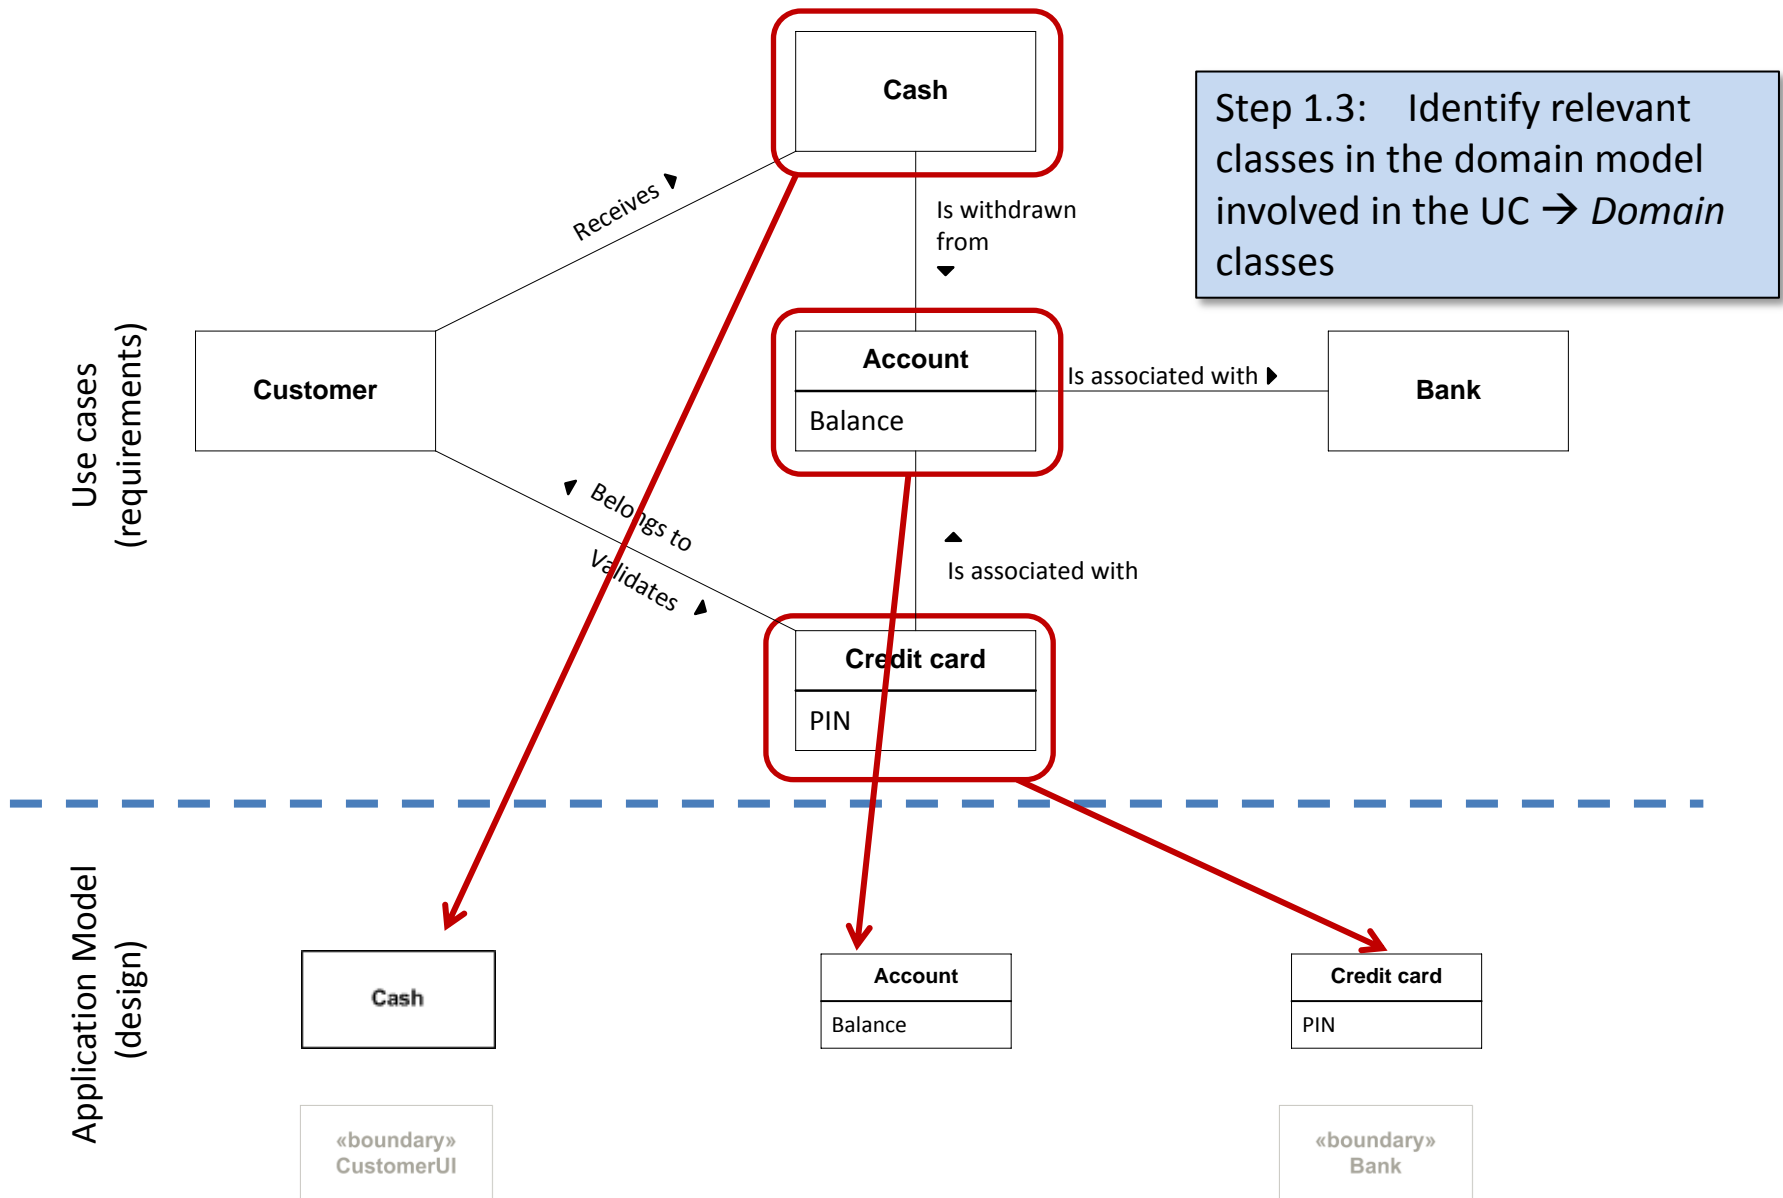 Cash
Step 1.3: Identify relevant
classes in the domain model
involved in the UC → Domain
classes
Receives ▲
Is withdrawn
from
▼
Use cases
(requirements)
Customer
Account
Balance
Is associated with ▶
Bank
◀ Belongs to
Validates ▶
▲
Is associated with
Credit card
PIN
Application Model
(design)
Cash
Account
Balance
Credit card
PIN
«boundary»
CustomerUI
«boundary»
Bank